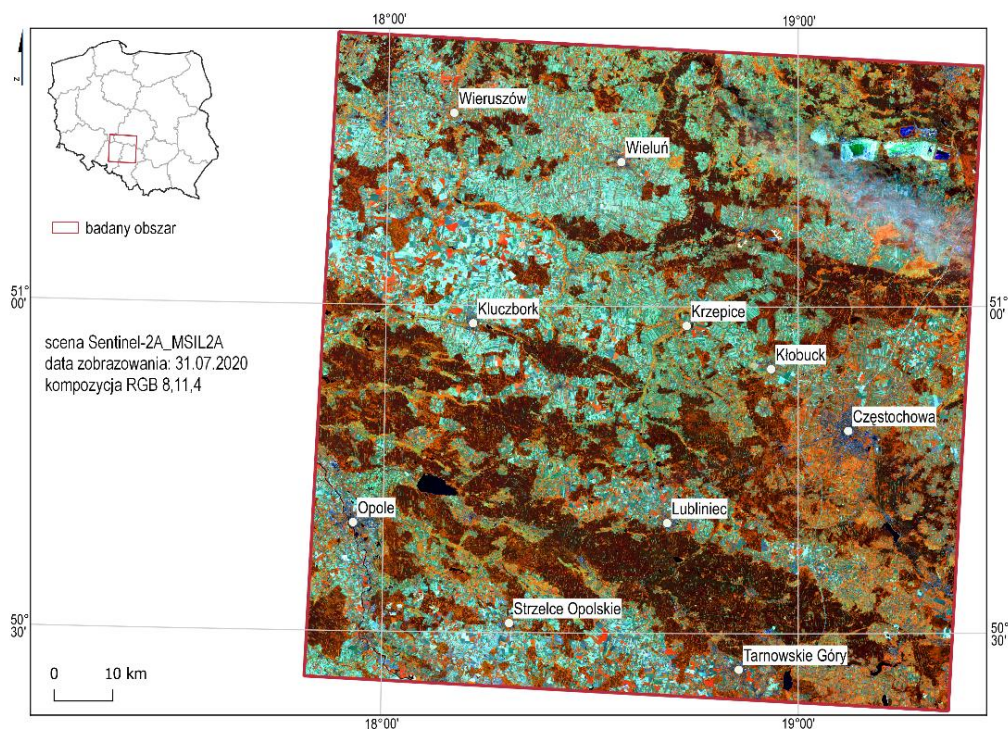 18°00'
19°00'
z
Wieruszów
Wieluń
badany obszar
51°
00'
51°
00'
Kluczbork
Krzepice
scena Sentinel-2A_MSIL2A
data zobrazowania: 31.07.2020
kompozycja RGB 8,11,4
Kłobuck
Częstochowa
Opole
Lubliniec
Strzelce Opolskie
50°
30'
50°
30'
Tarnowskie Góry
0 10 km
18°00'
19°00'